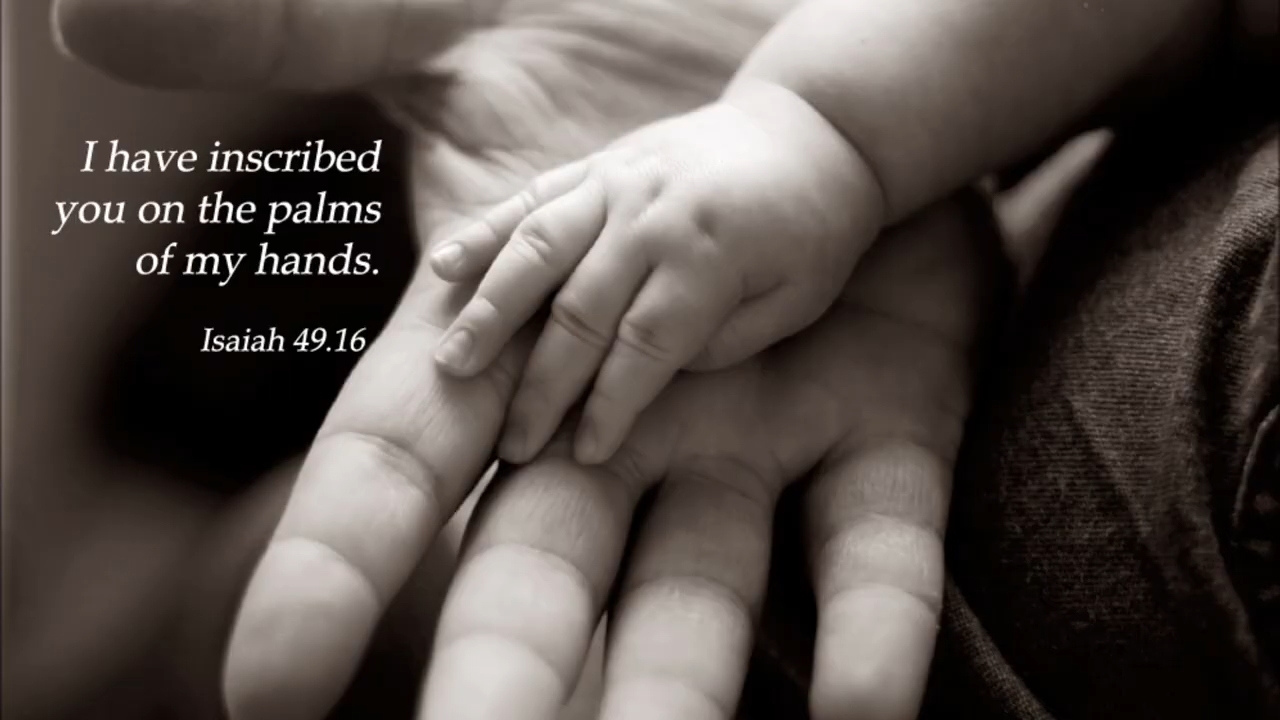 I have inscribed
you on the palms
of my hands.
Isaiah 49.16